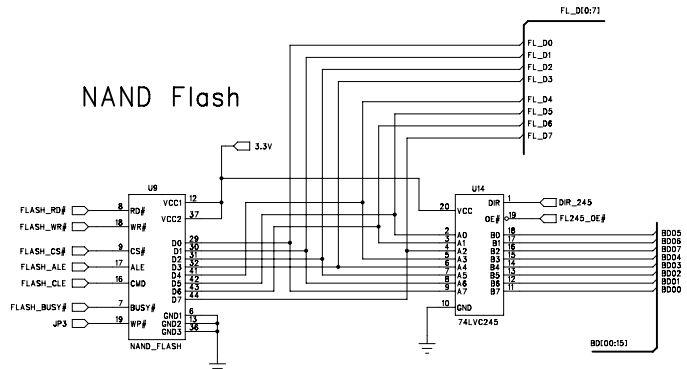 FL_D[0:7]
FL_D0
FL_D1
FL_D2
FL_D3
FL_D4
FL_D5
FL_D6
FL_D7
NAND Flash
3.3V
U9
FLASH_RD# 8 RD# VCC1 12
FLASH_WR# 18 WR# VCC2 37
FLASH_CS# 9 CS#
FLASH_ALE 17 ALE
FLASH_CLE 16 CMD
FLASH_BUSY# 7 BUSY#
JP3 19 WP#
D0 29
D1 30
D2 31
D3 32
D4 41
D5 42
D6 43
D7 44
GND1 6
GND2 13
GND3 36
NAND_FLASH
U14
20 VCC DIR 1 DIR_245
OE# 19 FL245_OE#
2 A0 B0 18 BD05
3 A1 B1 17 BD06
4 A2 B2 16 BD07
5 A3 B3 15 BD04
6 A4 B4 14 BD03
7 A5 B5 13 BD02
8 A6 B6 12 BD01
9 A7 B7 11 BD00
10 GND
74LVC245
BD[00:15]